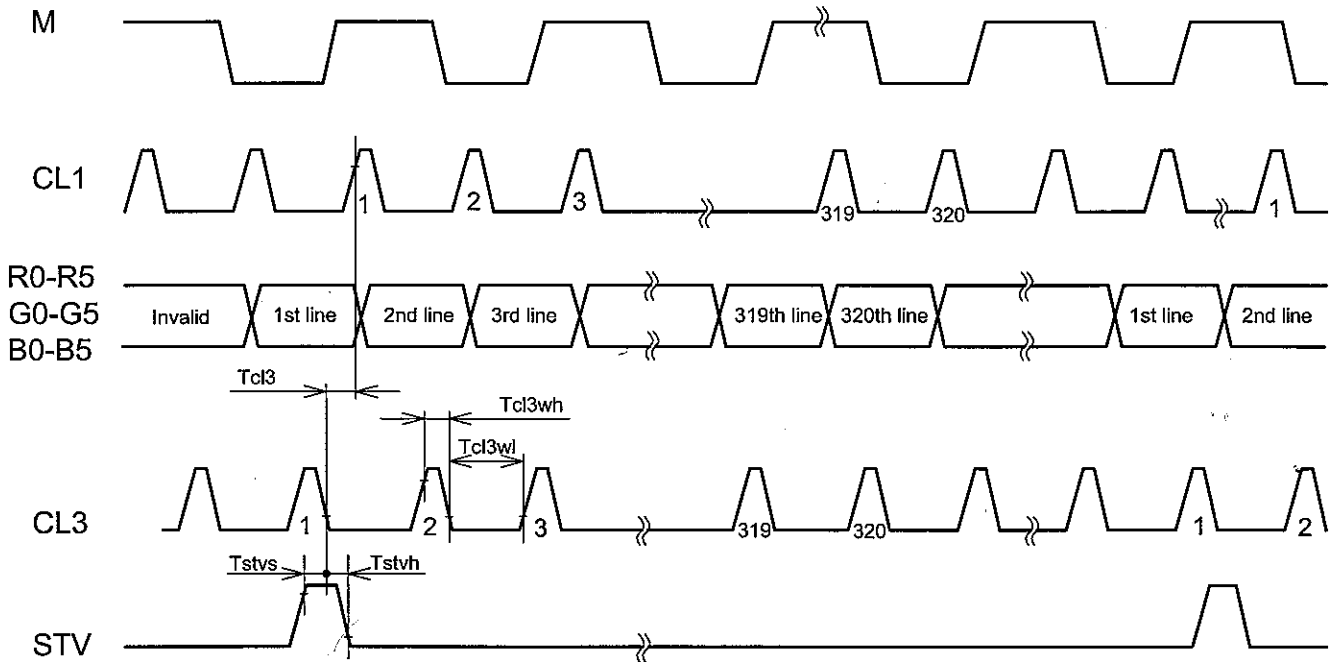 M
CL1
1 2 3 319 320 1
R0-R5
G0-G5
B0-B5
Invalid 1st line 2nd line 3rd line 319th line 320th line 1st line 2nd line
Tcl3
Tcl3wh
Tcl3wl
CL3
1 2 3 319 320 1 2
Tstvs Tstvh
STV